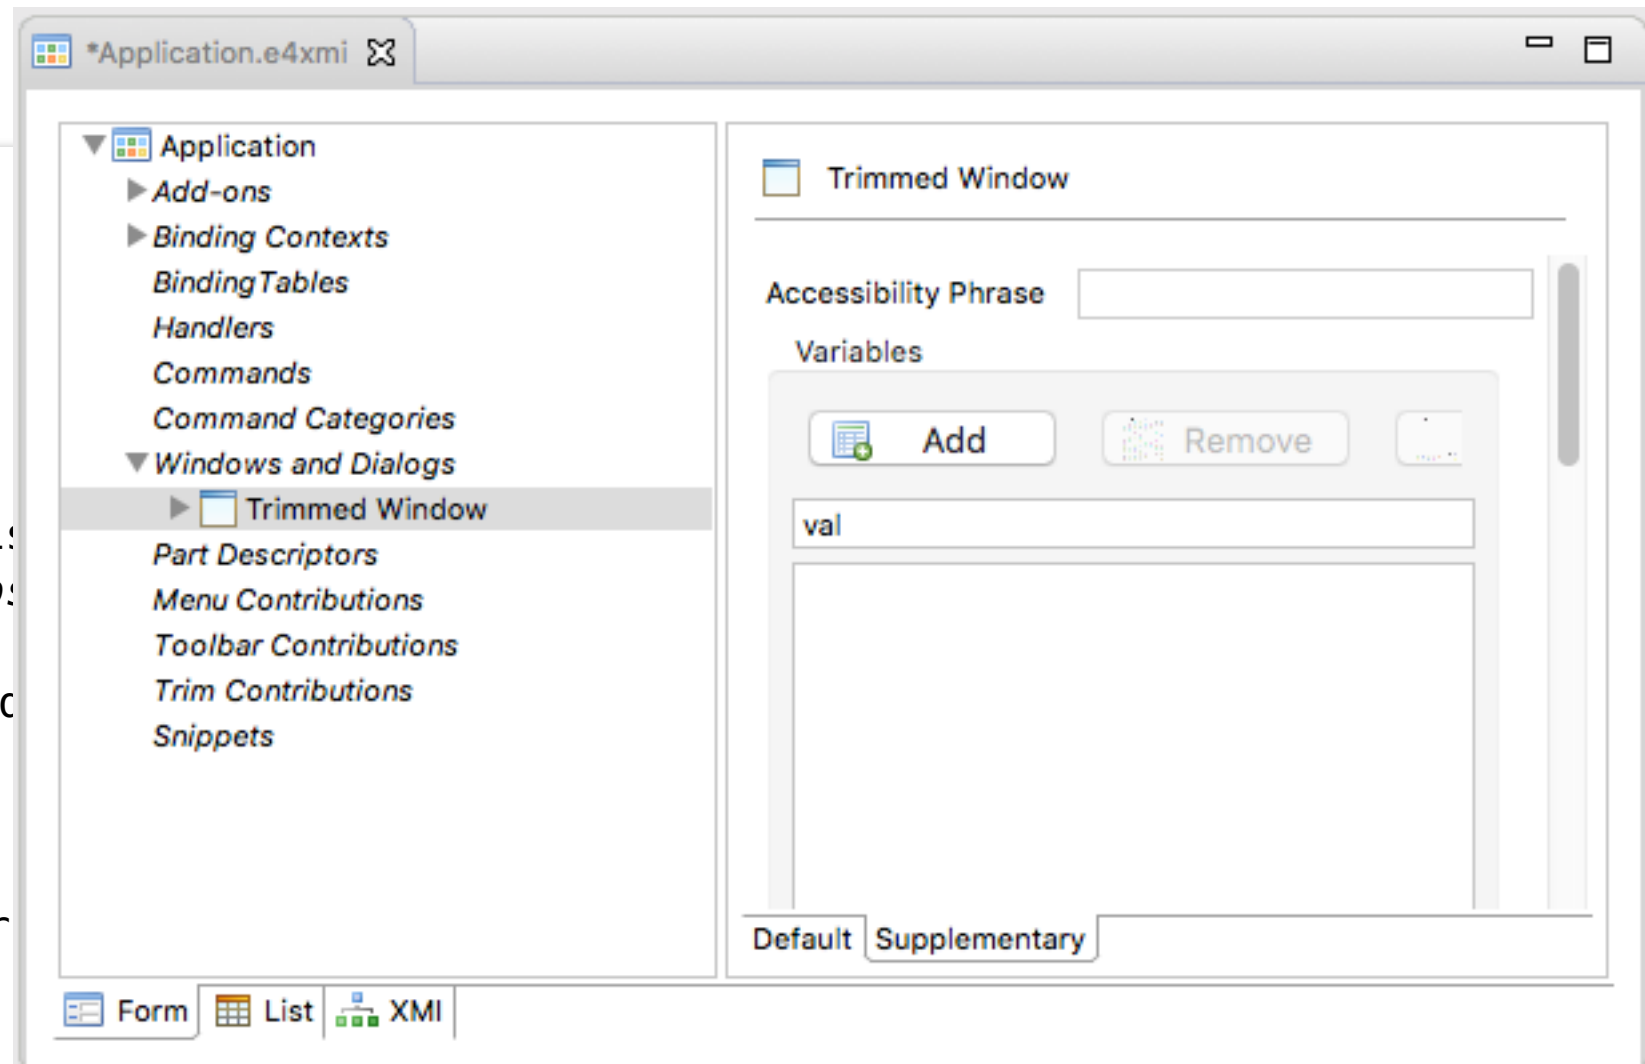 *Application.e4xmi
Application
Add-ons
Binding Contexts
BindingTables
Handlers
Commands
Command Categories
Windows and Dialogs
Trimmed Window
Part Descriptors
Menu Contributions
Toolbar Contributions
Trim Contributions
Snippets
Trimmed Window
Accessibility Phrase
Variables
Add Remove
val
Default Supplementary
Form List XMI